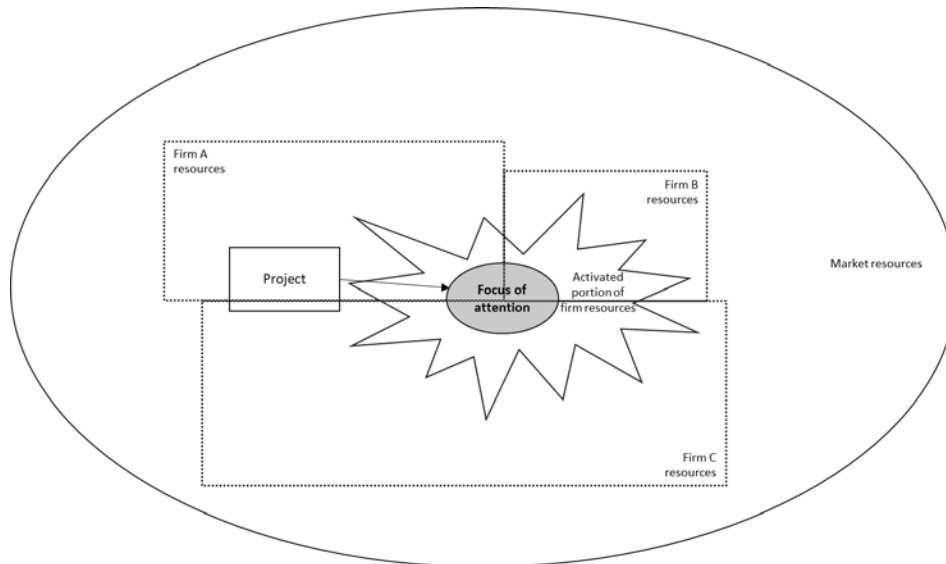 Firm A
resources
Firm B
resources
Market resources
Project
Focus of
attention
Activated
portion of
firm resources
Firm C
resources